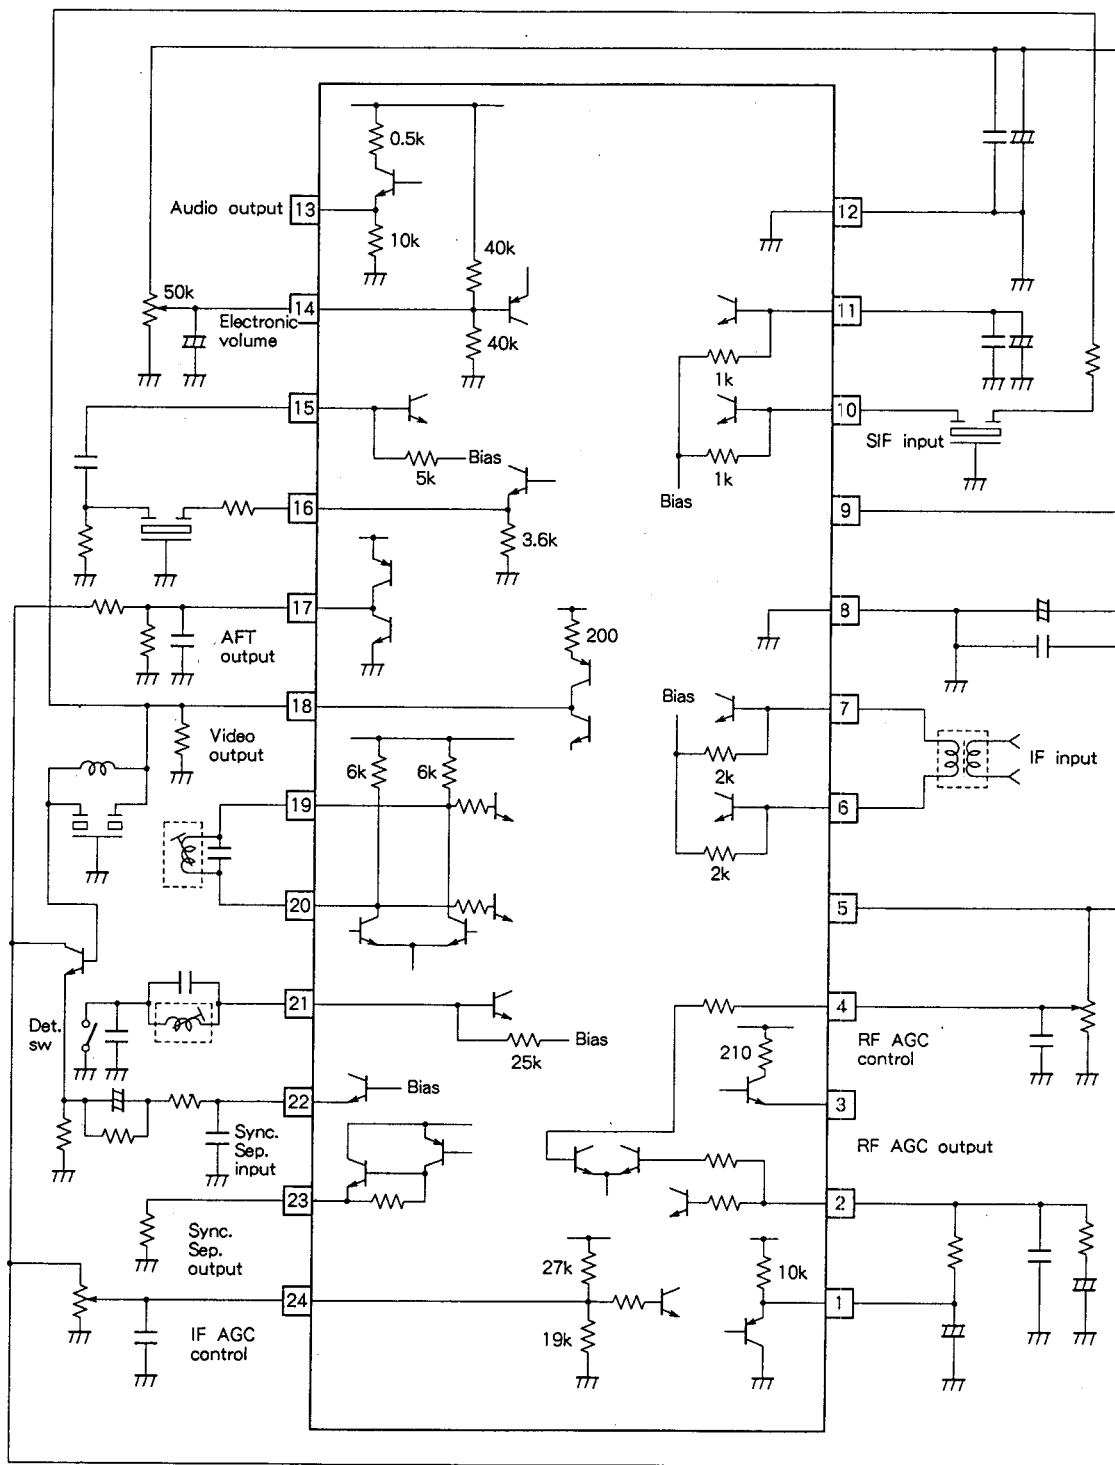 0.5k
Audio output 13
12
10k
40k
50k
14
Electronic
volume
11
40k
1k
15
10
SIF input
Bias
5k
1k
Bias
16
9
3.6k
17
AFT
output
8
200
18
Bias
7
Video
output
6k
6k
2k
IF input
19
6
2k
20
5
21
4
Det.
sw
Bias
25k
210
RF AGC
control
22
Bias
3
Sync.
Sep.
input
RF AGC output
23
2
Sync.
Sep.
output
27k
10k
24
1
IF AGC
control
19k